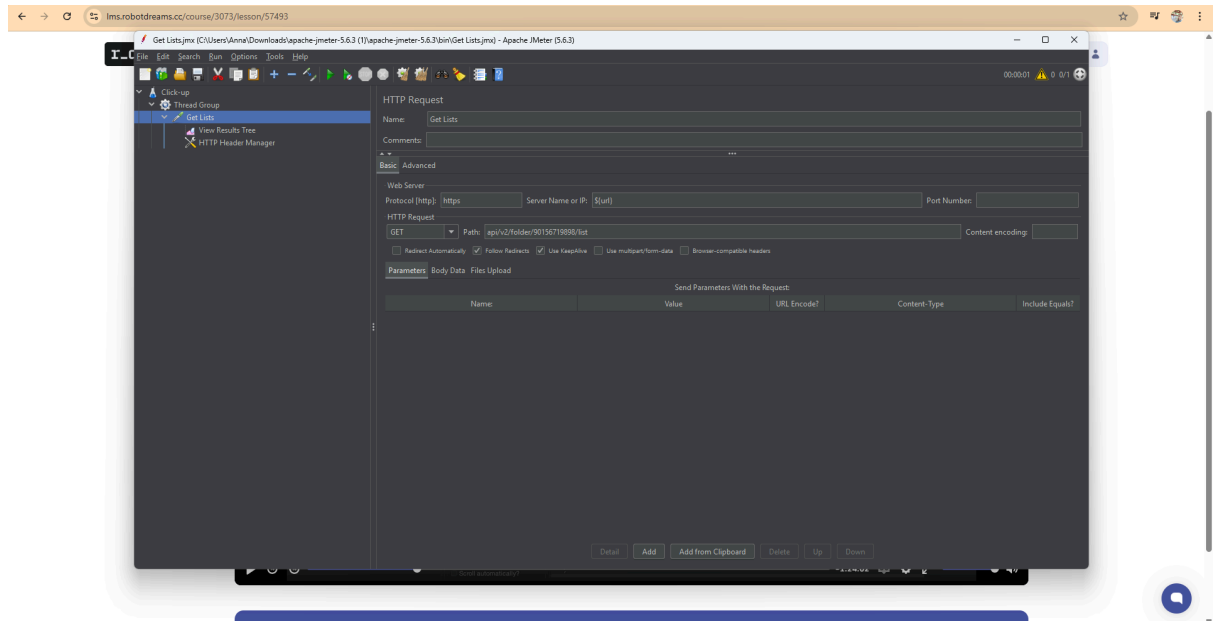 lms.robotdreams.cc/course/3073/lesson/57493
Get Lists.jmx (C:\Users\Anna\Downloads\apache-jmeter-5.6.3 (1)\apache-jmeter-5.6.3\bin\Get Lists.jmx) - Apache JMeter (5.6.3)
File Edit Search Run Options Tools Help
00:00:01 0 0/1
Click-up
Thread Group
Get Lists
View Results Tree
HTTP Header Manager
HTTP Request
Name: Get Lists
Comments:
Basic Advanced
Web Server
Protocol [http]: https Server Name or IP: ${url} Port Number:
HTTP Request
GET Path: api/v2/folder/90156719898/list Content encoding:
Redirect Automatically Follow Redirects Use KeepAlive Use multipart/form-data Browser-compatible headers
Parameters Body Data Files Upload
Send Parameters With the Request:
Name: Value URL Encode? Content-Type Include Equals?
Detail Add Add from Clipboard Delete Up Down
Scroll automatically?